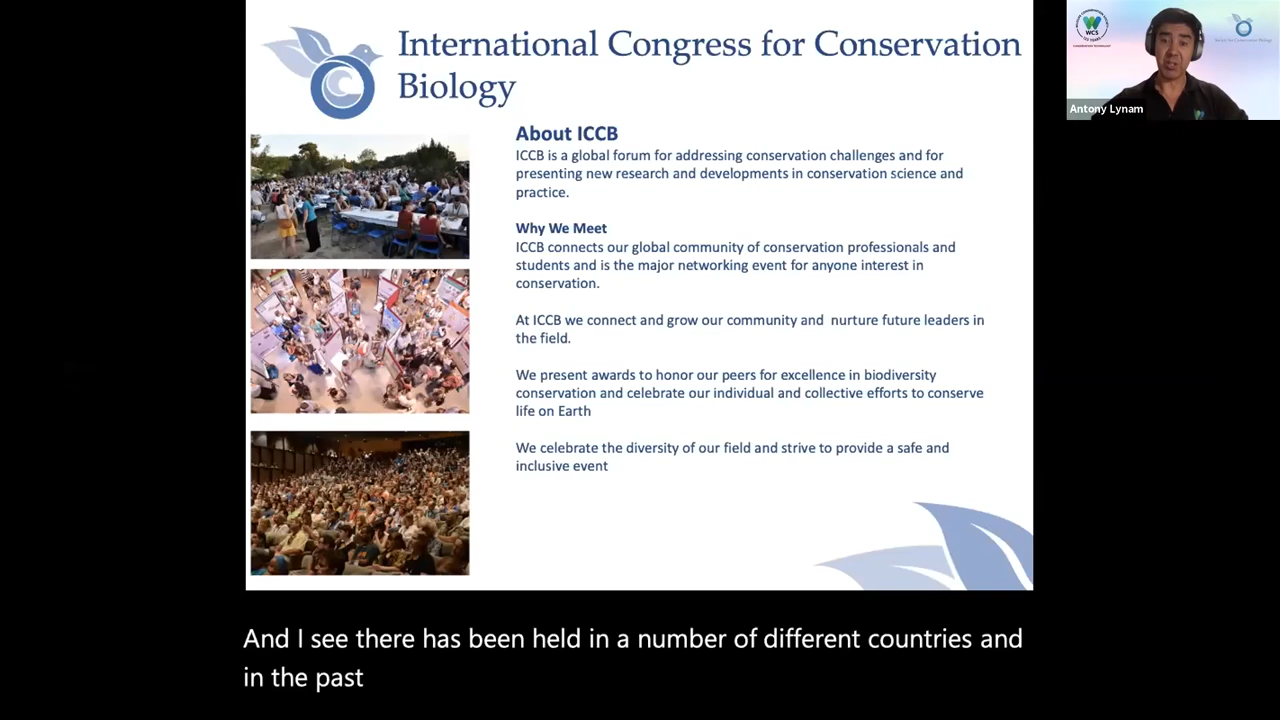 International Congress for Conservation
Biology
About ICCB
ICCB is a global forum for addressing conservation challenges and for
presenting new research and developments in conservation science and
practice.
Why We Meet
ICCB connects our global community of conservation professionals and
students and is the major networking event for anyone interest in
conservation.
At ICCB we connect and grow our community and  nurture future leaders in
the field.
We present awards to honor our peers for excellence in biodiversity
conservation and celebrate our individual and collective efforts to conserve
life on Earth
We celebrate the diversity of our field and strive to provide a safe and
inclusive event
WCS
Antony Lynam
And I see there has been held in a number of different countries and
in the past